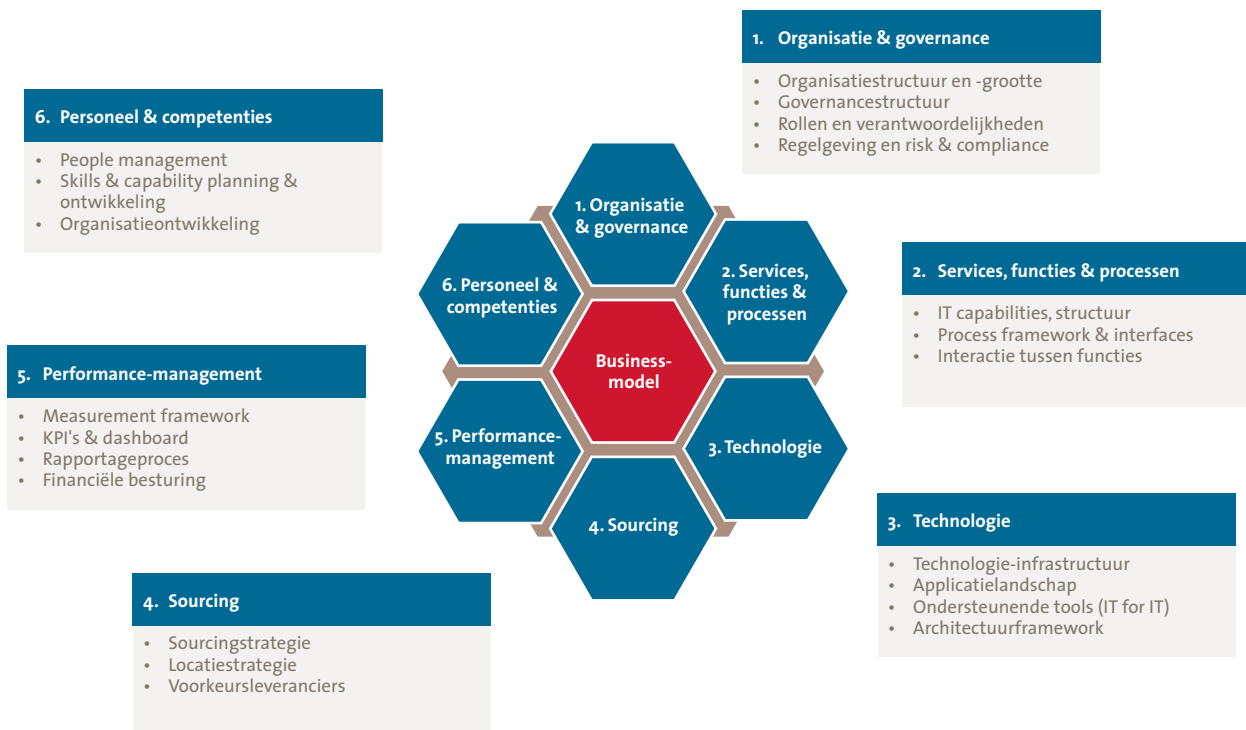 1. Organisatie & governance
• Organisatiestructuur en -grootte
• Governancestructuur
• Rollen en verantwoordelijkheden
• Regelgeving en risk & compliance
6. Personeel & competenties
• People management
• Skills & capability planning &
ontwikkeling
• Organisatieontwikkeling
1. Organisatie
& governance
2. Services,
functies &
processen
6. Personeel &
competenties
Business-
model
5. Performance-
management
3. Technologie
4. Sourcing
2. Services, functies & processen
• IT capabilities, structuur
• Process framework & interfaces
• Interactie tussen functies
5. Performance-management
• Measurement framework
• KPI's & dashboard
• Rapportageproces
• Financiële besturing
3. Technologie
• Technologie-infrastructuur
• Applicatielandschap
• Ondersteunende tools (IT for IT)
• Architectuurframework
4. Sourcing
• Sourcingstrategie
• Locatiestrategie
• Voorkeursleveranciers